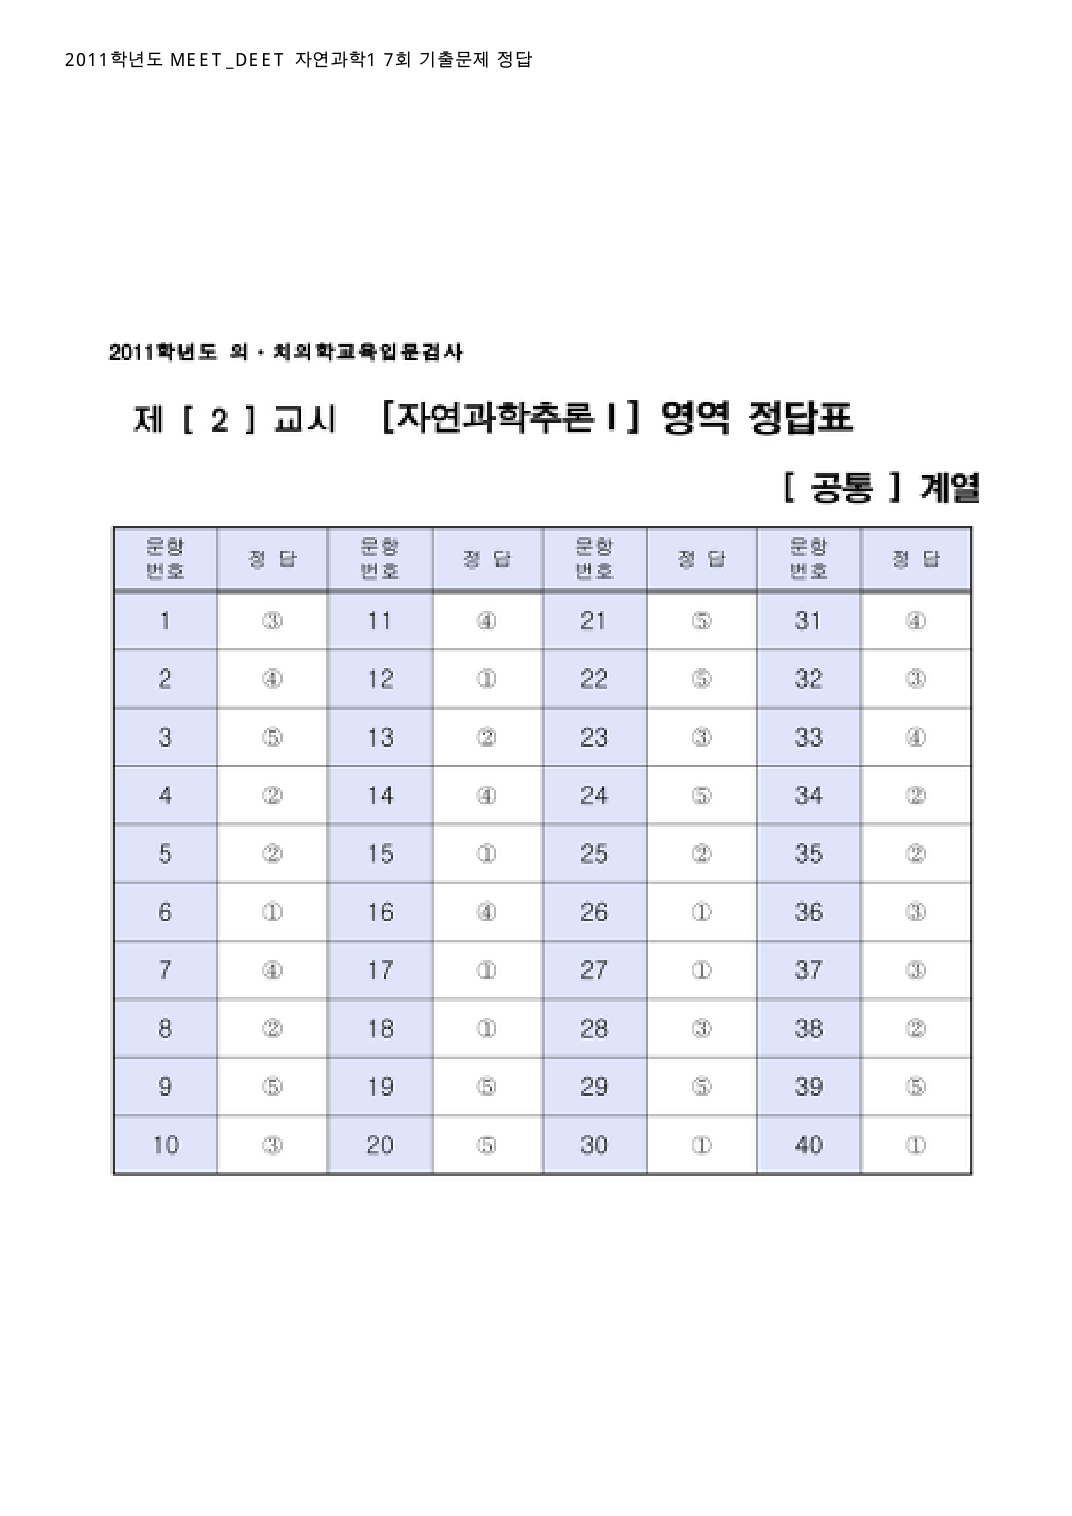 2011학년도 MEET_DEET 자연과학1 7회 기출문제 정답
2011학년도 의·치의학교육입문검사
제 [ 2 ] 교시 [자연과학추론 I] 영역 정답표
[ 공통 ] 계열
문항 번호 정 답 문항 번호 정 답 문항 번호 정 답 문항 번호 정 답
1 ③ 11 ④ 21 ⑤ 31 ④
2 ④ 12 ① 22 ⑤ 32 ③
3 ⑤ 13 ② 23 ③ 33 ④
4 ② 14 ④ 24 ⑤ 34 ②
5 ② 15 ① 25 ② 35 ②
6 ① 16 ④ 26 ① 36 ③
7 ④ 17 ① 27 ① 37 ③
8 ② 18 ① 28 ③ 38 ②
9 ⑤ 19 ⑤ 29 ⑤ 39 ⑤
10 ③ 20 ⑤ 30 ① 40 ①